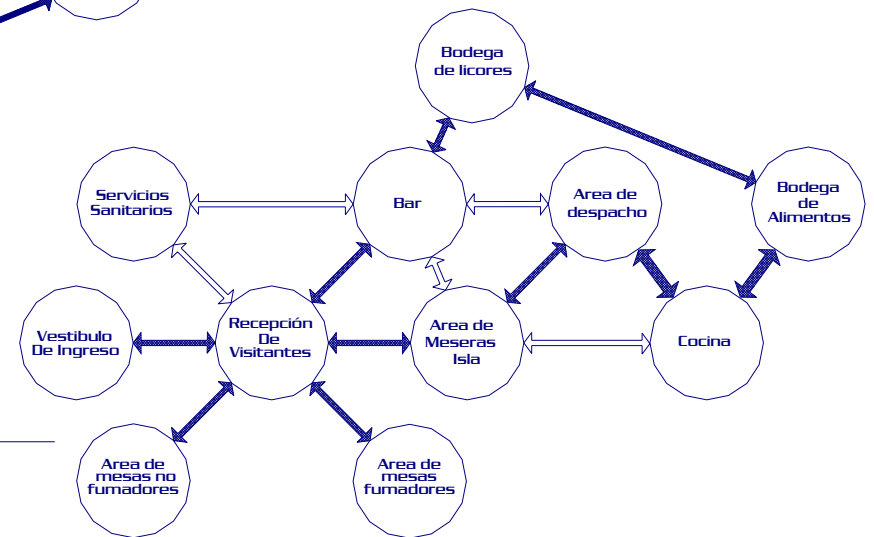 Bodega
de licores
Servicios
Sanitarios
Bar
Area de
despacho
Bodega
de
Alimentos
Vestibulo
De Ingreso
Recepción
De
Visitantes
Area de
Meseras
Isla
Cocina
Area de
mesas no
fumadores
Area de
mesas
fumadores